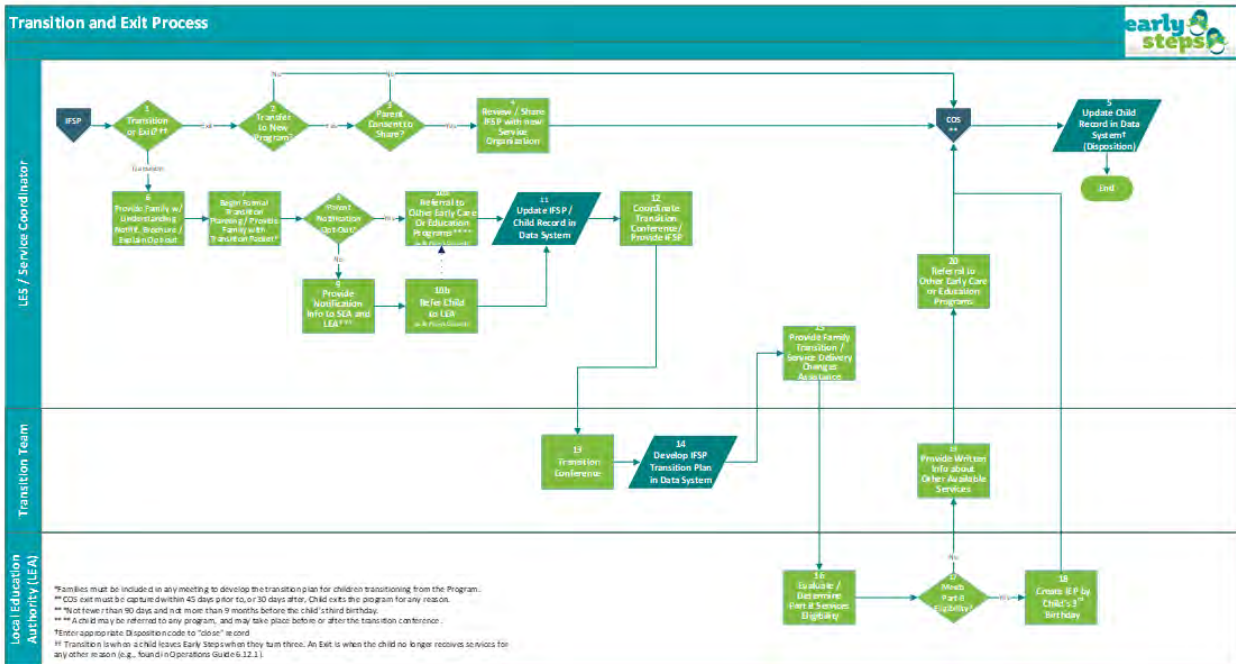 Transition and Exit Process
early
steps
LES / Service Coordinator
Transition Team
Local Education
Authority (LEA)
IFSP
1
Transition
or Exit?††
Exit
2
Transfer
to New
Program?
No
Yes
3
Parent
Consent to
Share?
No
Yes
4
Review / Share
IFSP with new
Service
Organization
COS
**
5
Update Child
Record in Data
System†
(Disposition)
End
Transition
6
Provide Family w/
Understanding
Notif. Brochure /
Explain Opt out
7
Begin Formal
Transition
Planning / Provide
Family with
Transition Packet*
8
Parent
Notification
Opt-Out?
Yes
No
9
Provide
Notification
Info to SEA and
LEA***
10a
Referral to
Other Early Care
Or Education
Programs****
10b
Refer Child
to LEA
11
Update IFSP /
Child Record in
Data System
12
Coordinate
Transition
Conference /
Provide IFSP
13
Transition
Conference
14
Develop IFSP
Transition Plan
in Data System
15
Provide Family
Transition /
Service Delivery
Changes
Assistance
16
Evaluate /
Determine
Part B Services
Eligibility
17
Meets
Part B
Eligibility?
No
Yes
18
Create IEP by
Child's 3rd
Birthday
19
Provide Written
Info about
Other Available
Services
20
Referral to
Other Early Care
or Education
Programs
*Families must be included in any meeting to develop the transition plan for children transitioning from the Program.
** COS exit must be captured within 45 days prior to, or 30 days after, Child exits the program for any reason.
***Not fewer than 90 days and not more than 9 months before the child's third birthday.
**** A child may be referred to any program, and may take place before or after the transition conference.
†Enter appropriate Disposition code to "close" record
†† Transition is when a child leaves Early Steps when they turn three. An Exit is when the child no longer receives services for
any other reason (e.g., found in Operations Guide 6.12.1).